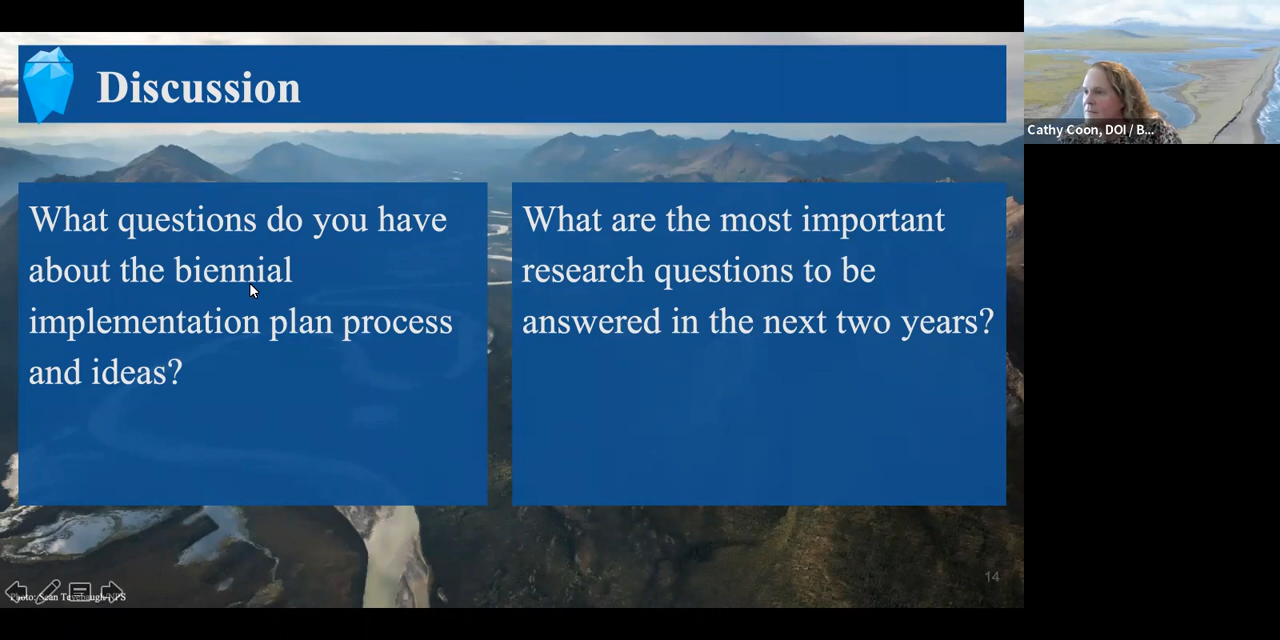 Discussion
What questions do you have
about the biennial
implementation plan process
and ideas?
What are the most important
research questions to be
answered in the next two years?
14
Cathy Coon, DOI / B...